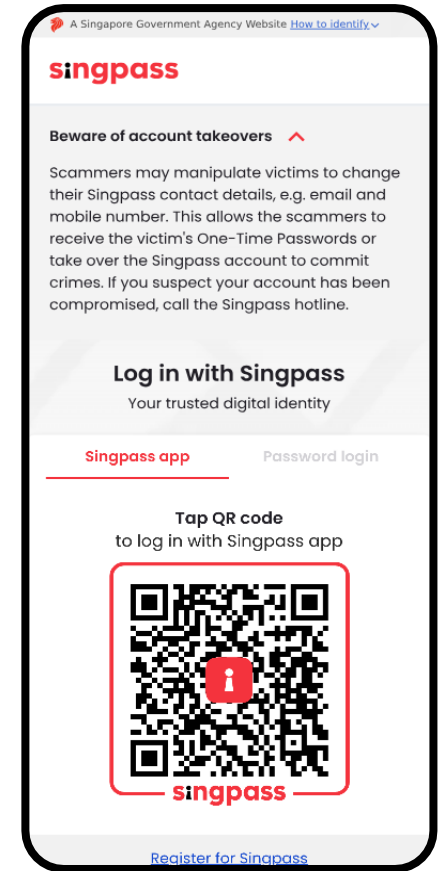 A Singapore Government Agency Website How to identify
singpass
Beware of account takeovers
Scammers may manipulate victims to change
their Singpass contact details, e.g. email and
mobile number. This allows the scammers to
receive the victim's One-Time Passwords or
take over the Singpass account to commit
crimes. If you suspect your account has been
compromised, call the Singpass hotline.
Log in with Singpass
Your trusted digital identity
Singpass app Password login
Tap QR code
to log in with Singpass app
singpass
Register for Singpass